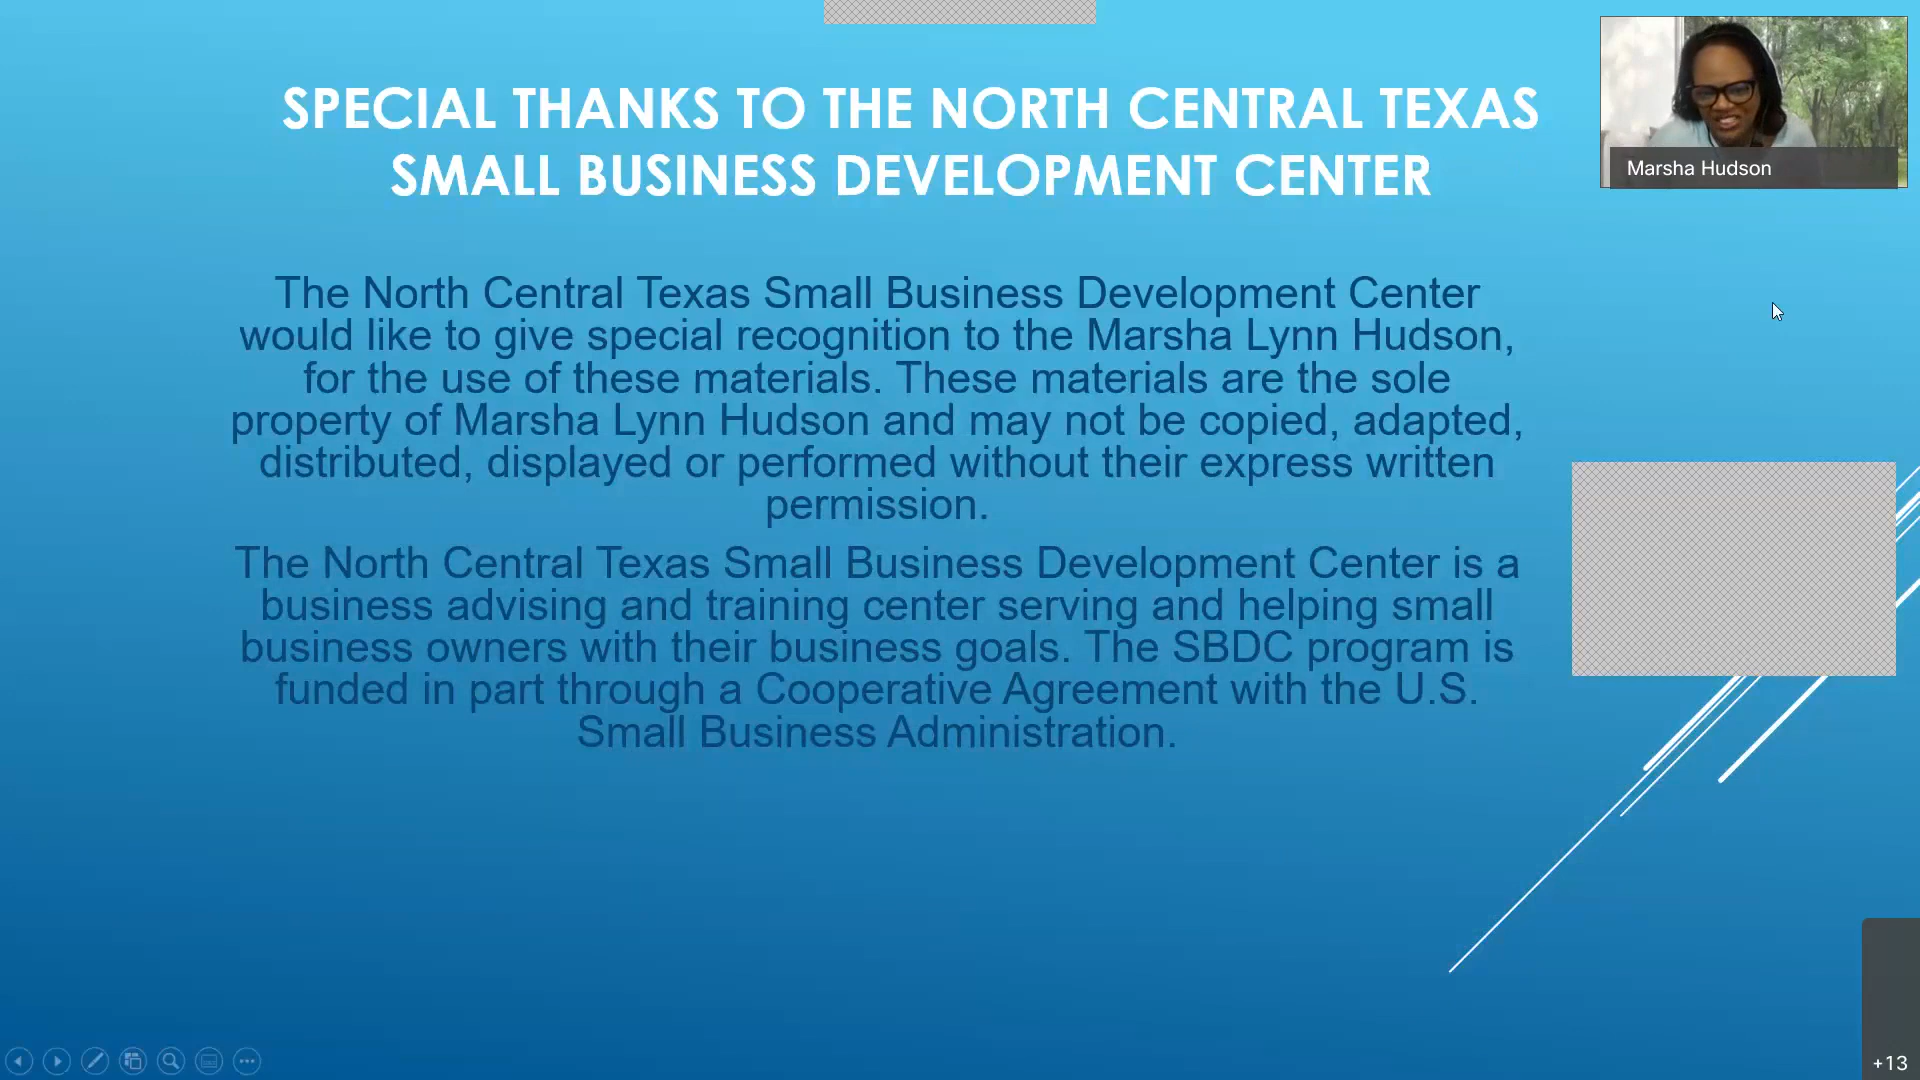 SPECIAL THANKS TO THE NORTH CENTRAL TEXAS
SMALL BUSINESS DEVELOPMENT CENTER
Marsha Hudson
The North Central Texas Small Business Development Center
would like to give special recognition to the Marsha Lynn Hudson,
for the use of these materials. These materials are the sole
property of Marsha Lynn Hudson and may not be copied, adapted,
distributed, displayed or performed without their express written
permission.
The North Central Texas Small Business Development Center is a
business advising and training center serving and helping small
business owners with their business goals. The SBDC program is
funded in part through a Cooperative Agreement with the U.S.
Small Business Administration.
+13